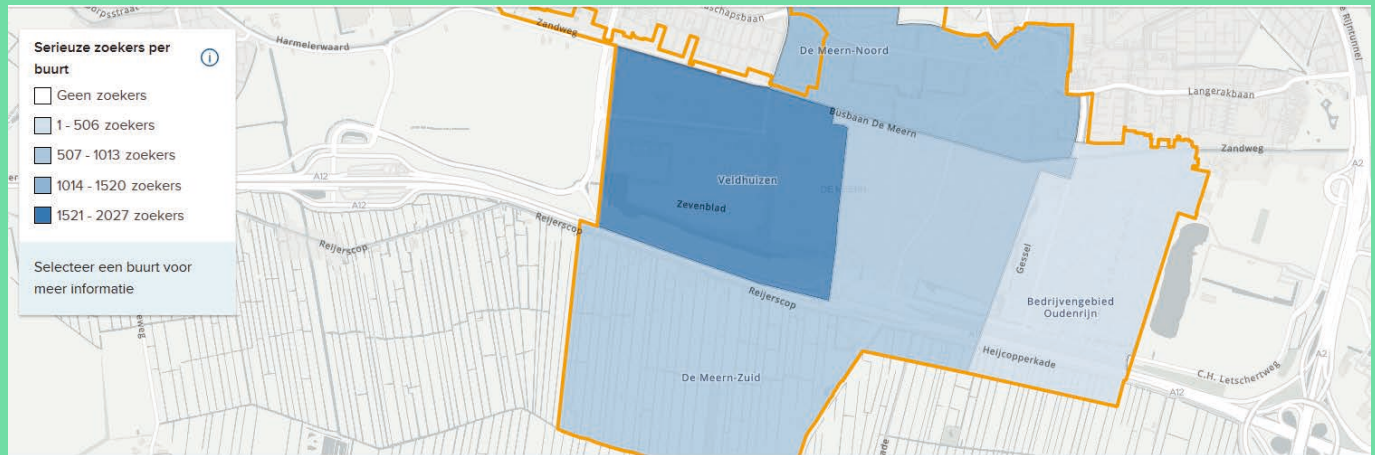 Serieuze zoekers per
buurt
Geen zoekers
1 - 506 zoekers
507 - 1013 zoekers
1014 - 1520 zoekers
1521 - 2027 zoekers
Selecteer een buurt voor
meer informatie
Harmelerwaard
Zandweg
De Meern-Noord
Langerakbaan
Busbaan De Meern
Zandweg
A2
A12
A12
Veldhuizen
Zevenblad
Reijerscop
Reijerscop
Reijerscop
Gessel
Bedrijvengebied
Oudenrijn
Heijcopperkade
De Meern-Zuid
C.H. Letschertweg
A2
A12